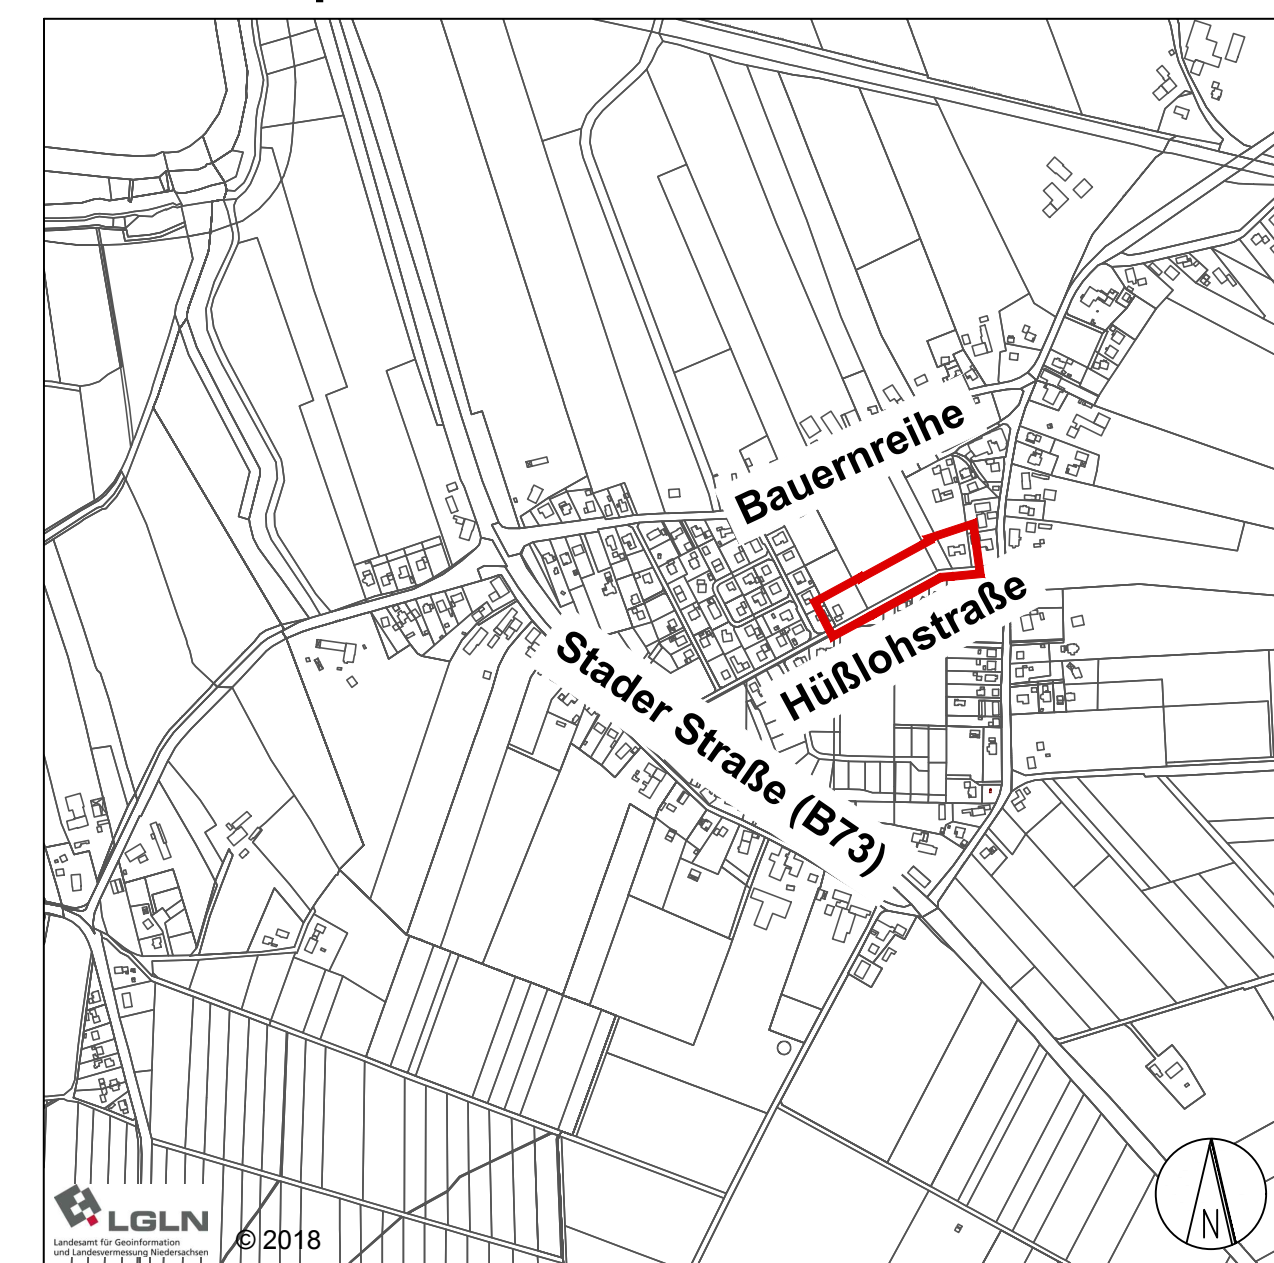 Bauernreihe
Hüßlohstraße
Stader Straße (B73)
N
LGLN
Landesamt für Geoinformation
und Landesvermessung Niedersachsen
© 2018